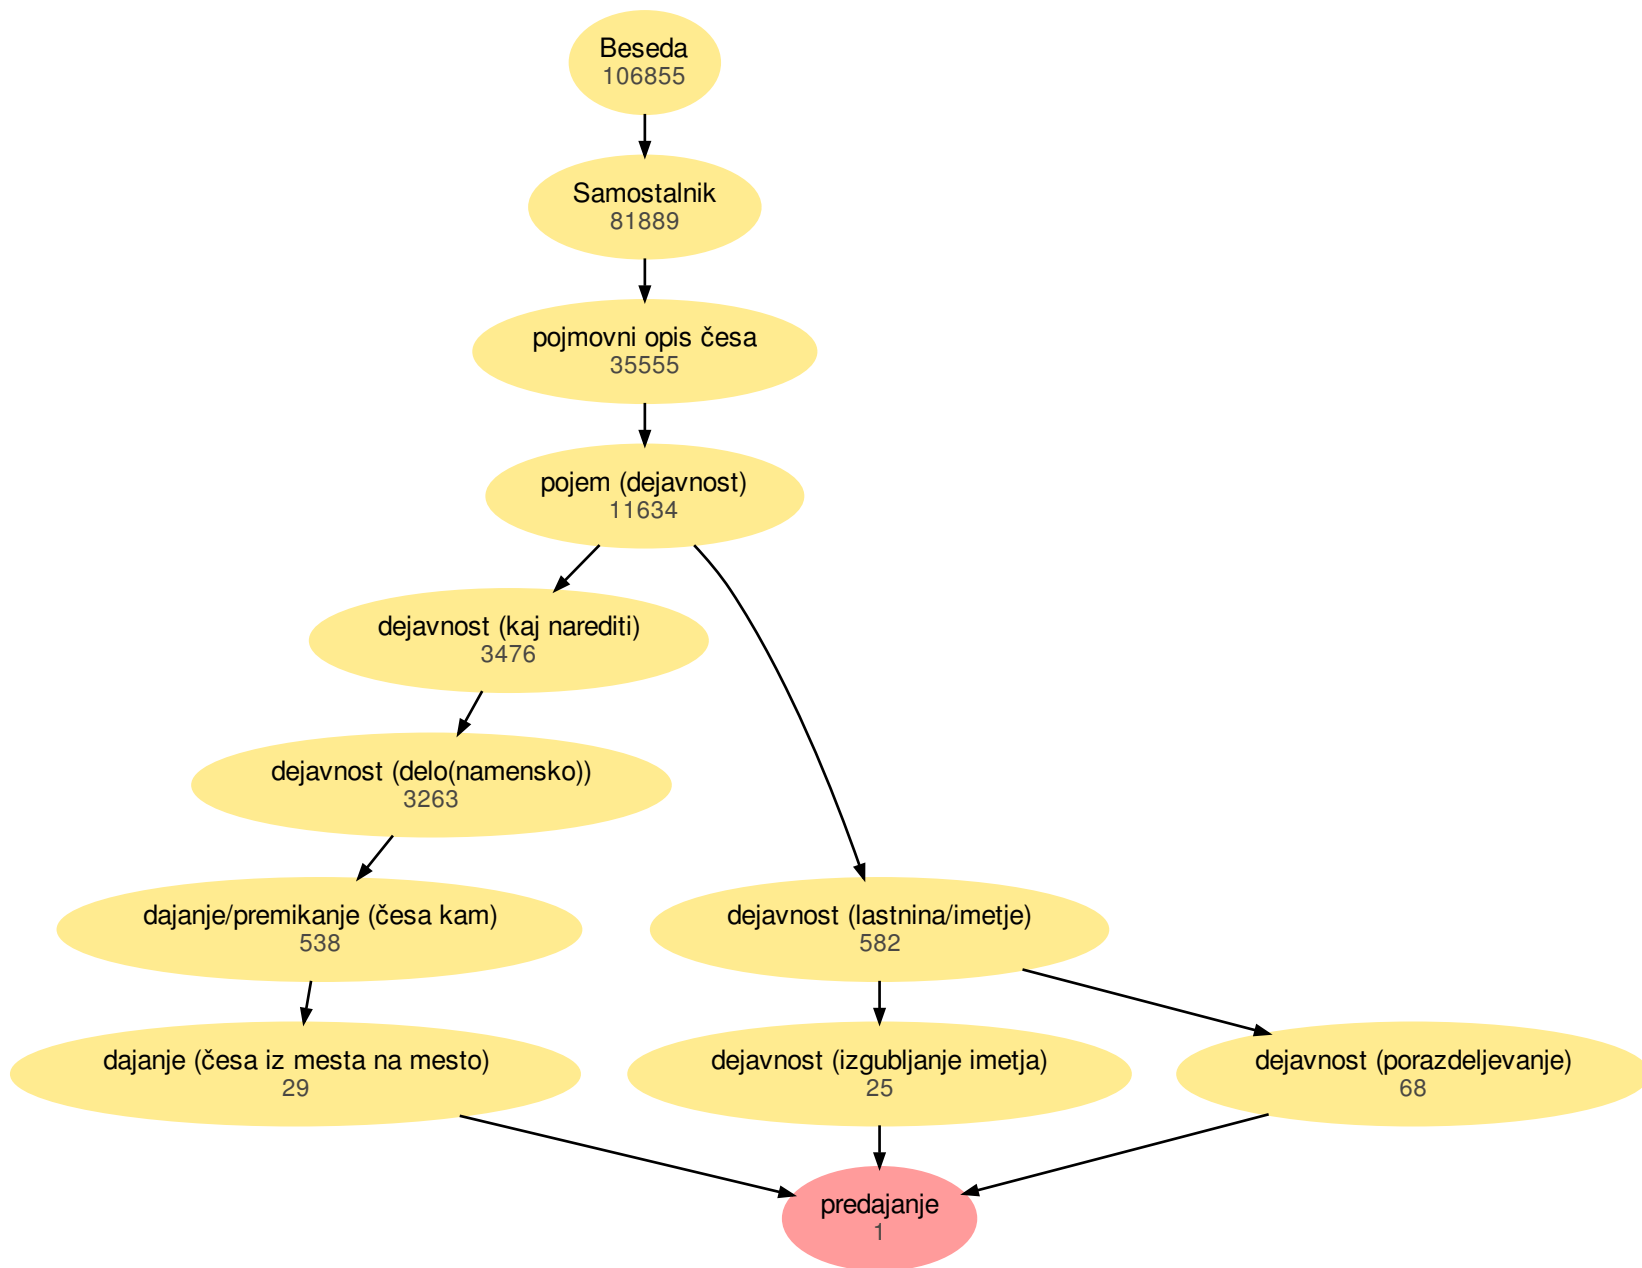 Beseda
106855
Samostalnik
81889
pojmovni opis česa
35555
pojem (dejavnost)
11634
dejavnost (kaj narediti)
3476
dejavnost (delo(namensko))
3263
dajanje/premikanje (česa kam)
538
dejavnost (lastnina/imetje)
582
dajanje (česa iz mesta na mesto)
29
dejavnost (izgubljanje imetja)
25
dejavnost (porazdeljevanje)
68
predajanje
1